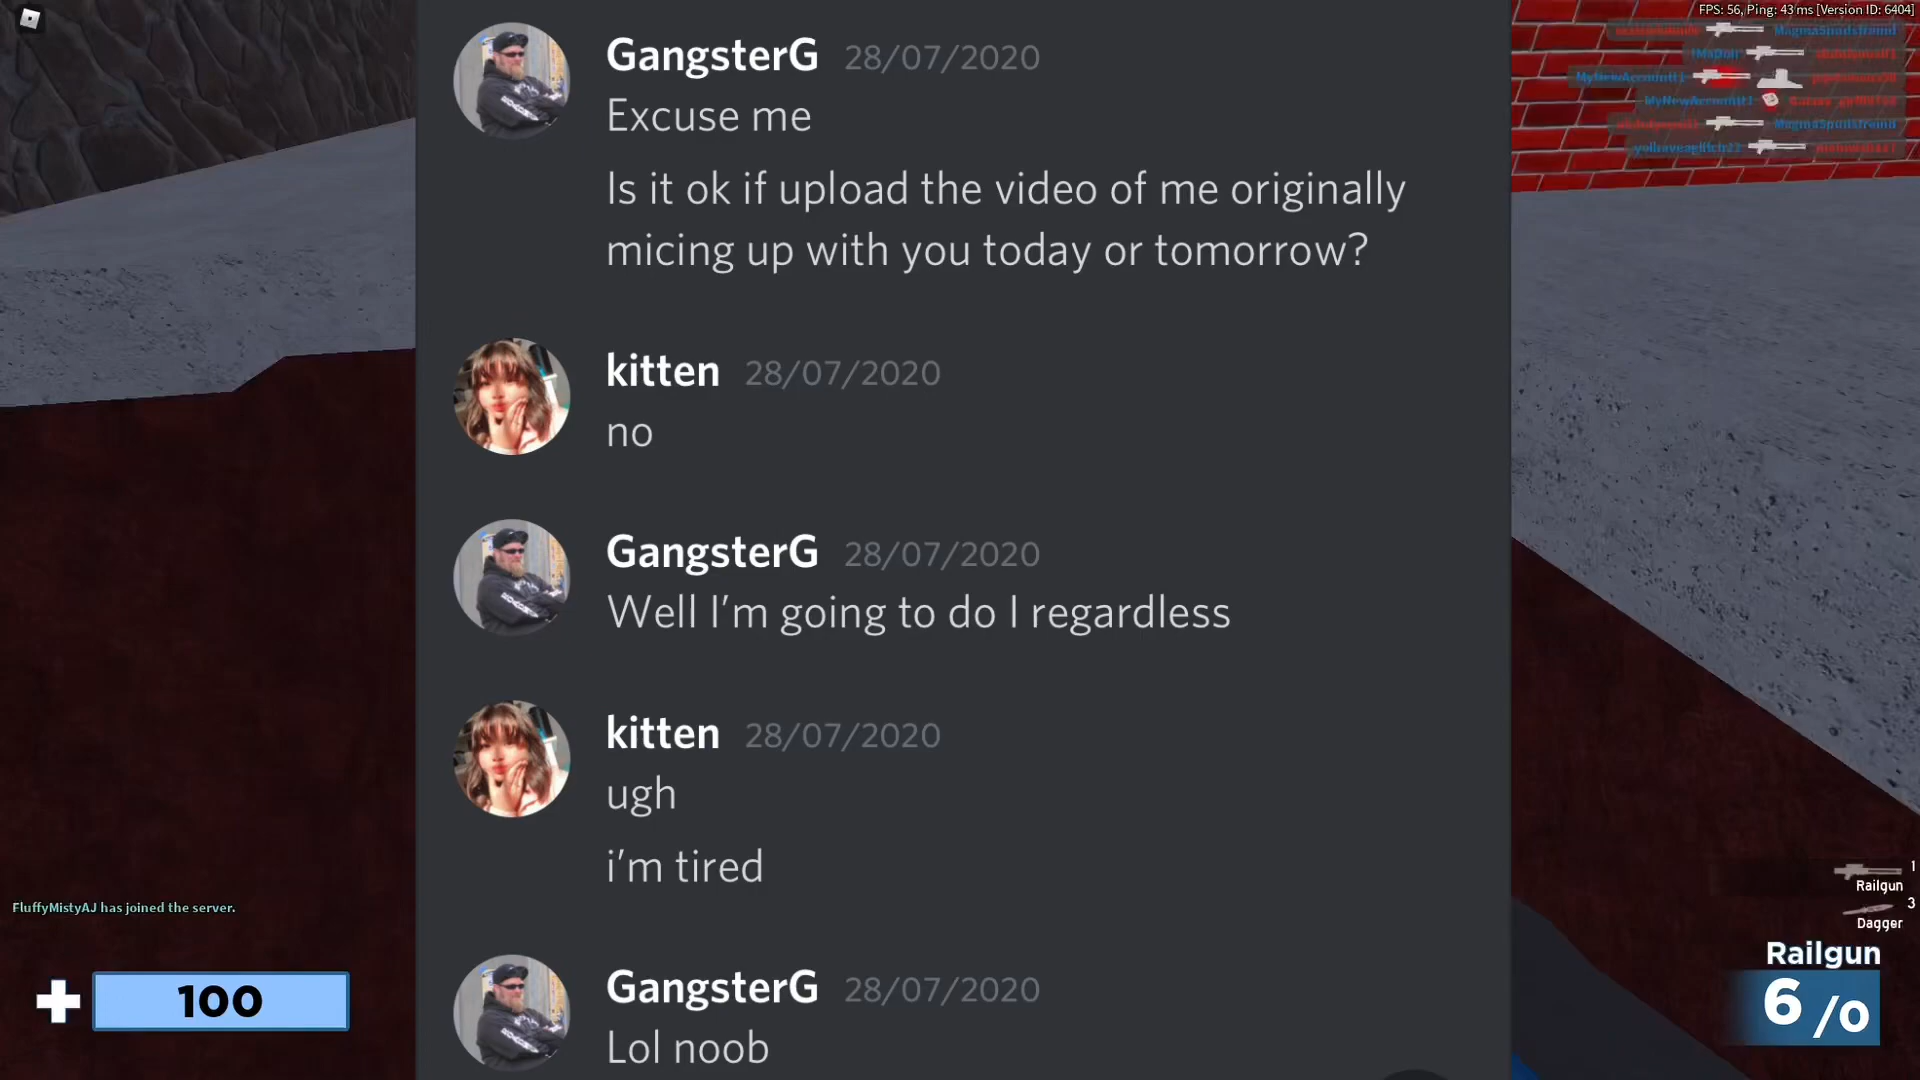 FPS: 56, Ping: 43 ms [Version ID: 6404]
GangsterG 28/07/2020
Excuse me
Is it ok if upload the video of me originally
micing up with you today or tomorrow?
kitten 28/07/2020
no
GangsterG 28/07/2020
Well I'm going to do I regardless
kitten 28/07/2020
ugh
i'm tired
GangsterG 28/07/2020
Lol noob
FluffyMistyAJ has joined the server.
100
1
Railgun
3
Dagger
Railgun
6/0